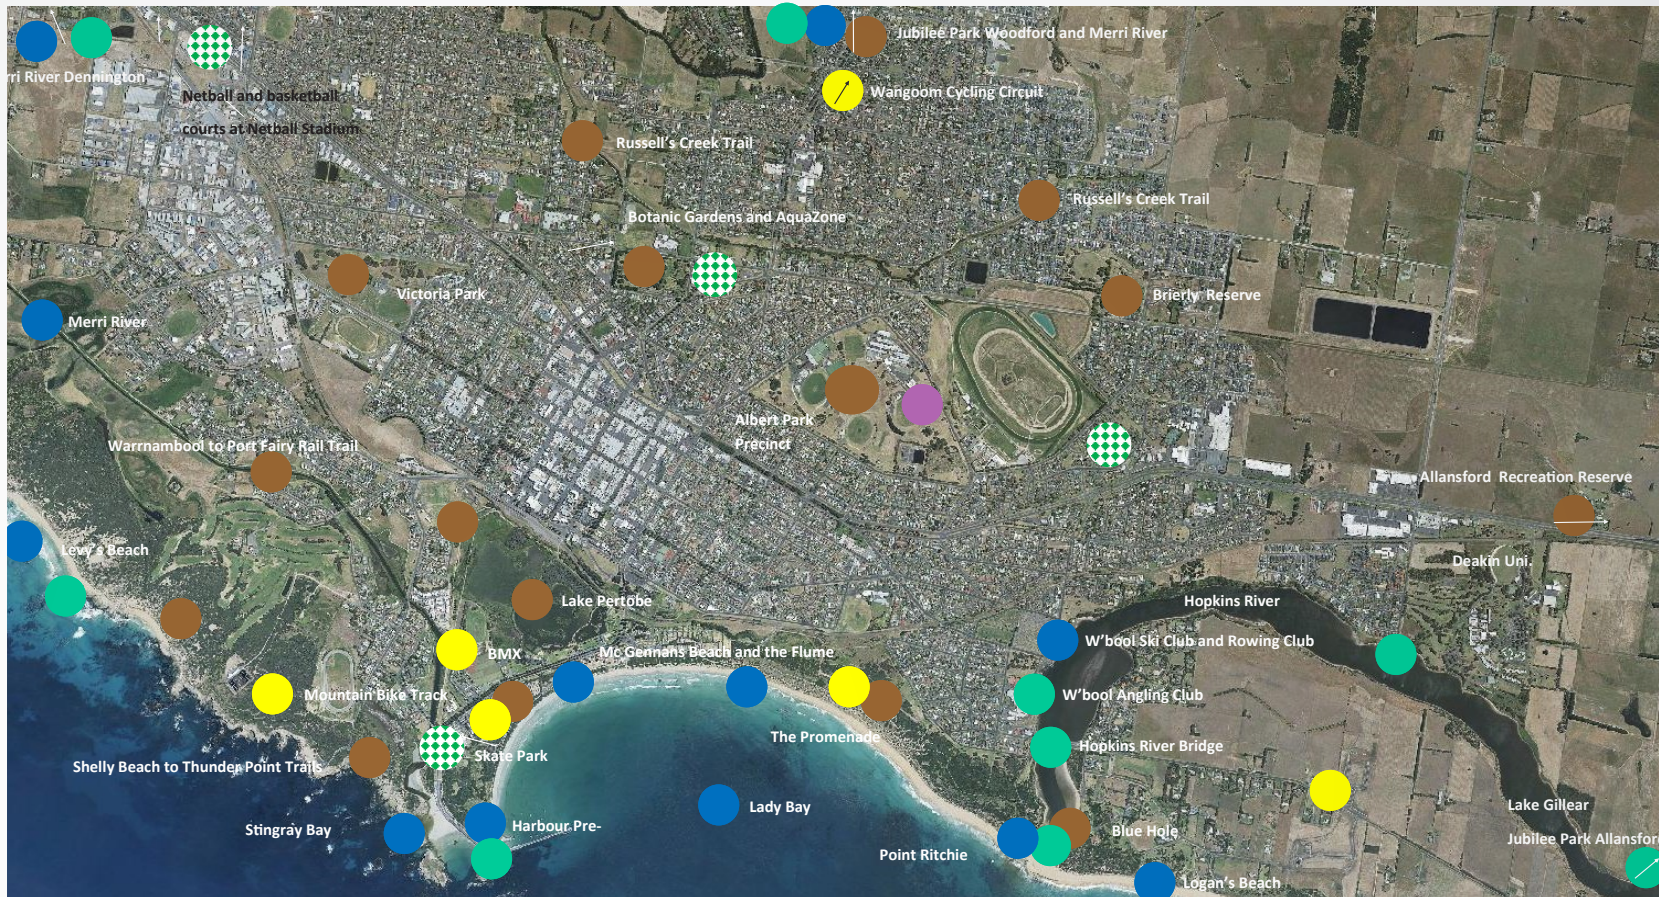 Jubilee Park Woodford and Merri River
rri River Dennington
Wangoom Cycling Circuit
Netball and basketball
courts at Netball Stadium
Russell's Creek Trail
Russell's Creek Trail
Botanic Gardens and AquaZone
Victoria Park
Brierly Reserve
Merri River
Albert Park
Precinct
Warrnambool to Port Fairy Rail Trail
Allansford Recreation Reserve
Levy's Beach
Deakin Uni.
Lake Pertobe
Hopkins River
W'bool Ski Club and Rowing Club
BMX
Mc Gennans Beach and the Flume
Mountain Bike Track
W'bool Angling Club
The Promenade
Hopkins River Bridge
Skate Park
Shelly Beach to Thunder Point Trails
Lady Bay
Lake Gillear
Stingray Bay
Harbour Pre-
Blue Hole
Jubilee Park Allansford
Point Ritchie
Logan's Beach